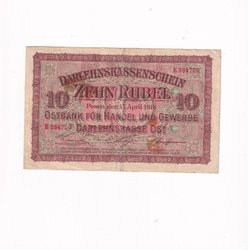 DARLEHNSKASSENSCHEIN
ZEHN RUBEL
Posen, den 17. April 1916
10 10
OSTBANK FÜR HANDEL UND GEWERBE
DARLEHNSKASSE OST